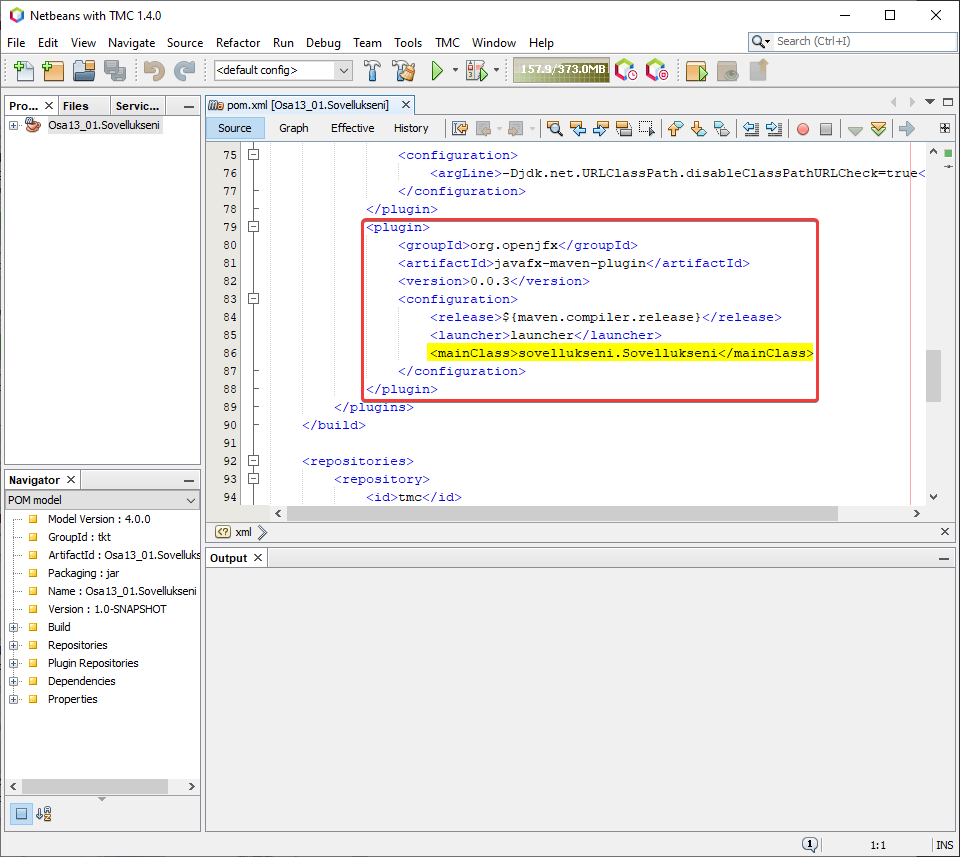 Netbeans with TMC 1.4.0
File Edit View Navigate Source Refactor Run Debug Team Tools TMC Window Help
Search (Ctrl+I)
<default config>
157.9/373.0MB
Pro... Files Servic...
Osa13_01.Sovellukseni
pom.xml [Osa13_01.Sovellukseni]
Source Graph Effective History
75 <configuration>
76 <argLine>-Djdk.net.URLClassPath.disableClassPathURLCheck=true<
77 </configuration>
78 </plugin>
79 <plugin>
80 <groupId>org.openjfx</groupId>
81 <artifactId>javafx-maven-plugin</artifactId>
82 <version>0.0.3</version>
83 <configuration>
84 <release>${maven.compiler.release}</release>
85 <launcher>launcher</launcher>
86 <mainClass>sovellukseni.Sovellukseni</mainClass>
87 </configuration>
88 </plugin>
89 </plugins>
90 </build>
91
92 <repositories>
93 <repository>
94 <id>tmc</id>
xml
Navigator
POM model
Model Version : 4.0.0
GroupId : tkt
ArtifactId : Osa13_01.Sovelluks
Packaging : jar
Name : Osa13_01.Sovellukseni
Version : 1.0-SNAPSHOT
Build
Repositories
Plugin Repositories
Dependencies
Properties
Output
1
1:1
INS